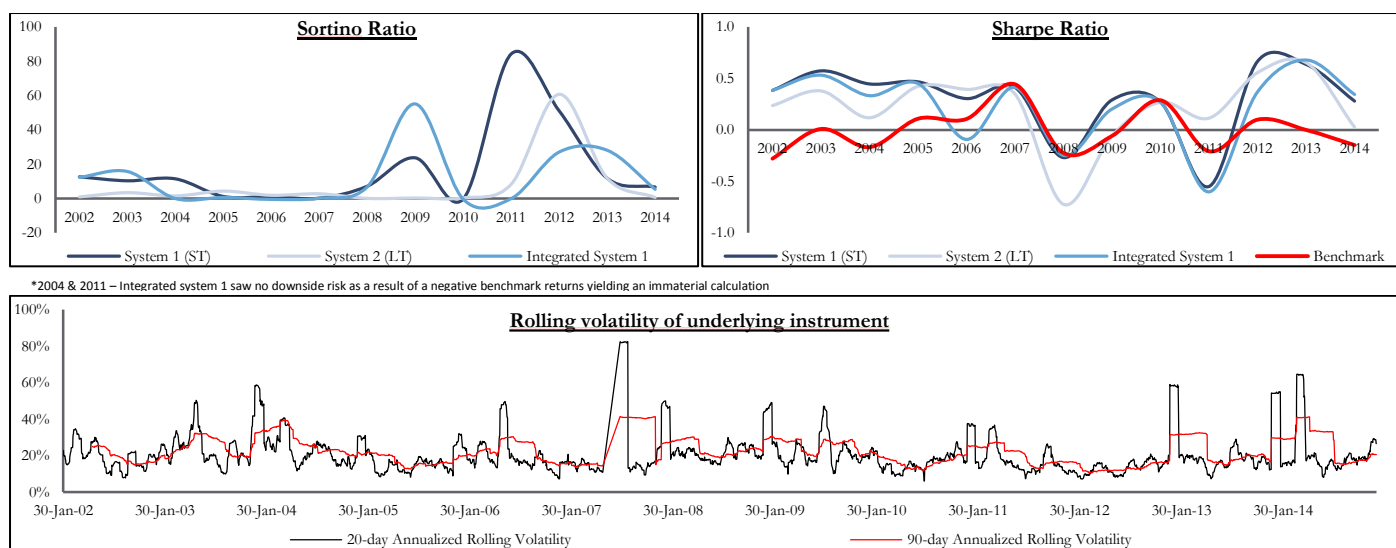 Sortino Ratio
100
80
60
40
20
0
-20
2002 2003 2004 2005 2006 2007 2008 2009 2010 2011 2012 2013 2014
System 1 (ST) System 2 (LT) Integrated System 1
Sharpe Ratio
1.0
0.5
0.0
-0.5
-1.0
2002 2003 2004 2005 2006 2007 2008 2009 2010 2011 2012 2013 2014
System 1 (ST) System 2 (LT) Integrated System 1 Benchmark
*2004 & 2011 – Integrated system 1 saw no downside risk as a result of a negative benchmark returns yielding an immaterial calculation
Rolling volatility of underlying instrument
100%
80%
60%
40%
20%
0%
30-Jan-02 30-Jan-03 30-Jan-04 30-Jan-05 30-Jan-06 30-Jan-07 30-Jan-08 30-Jan-09 30-Jan-10 30-Jan-11 30-Jan-12 30-Jan-13 30-Jan-14
20-day Annualized Rolling Volatility 90-day Annualized Rolling Volatility